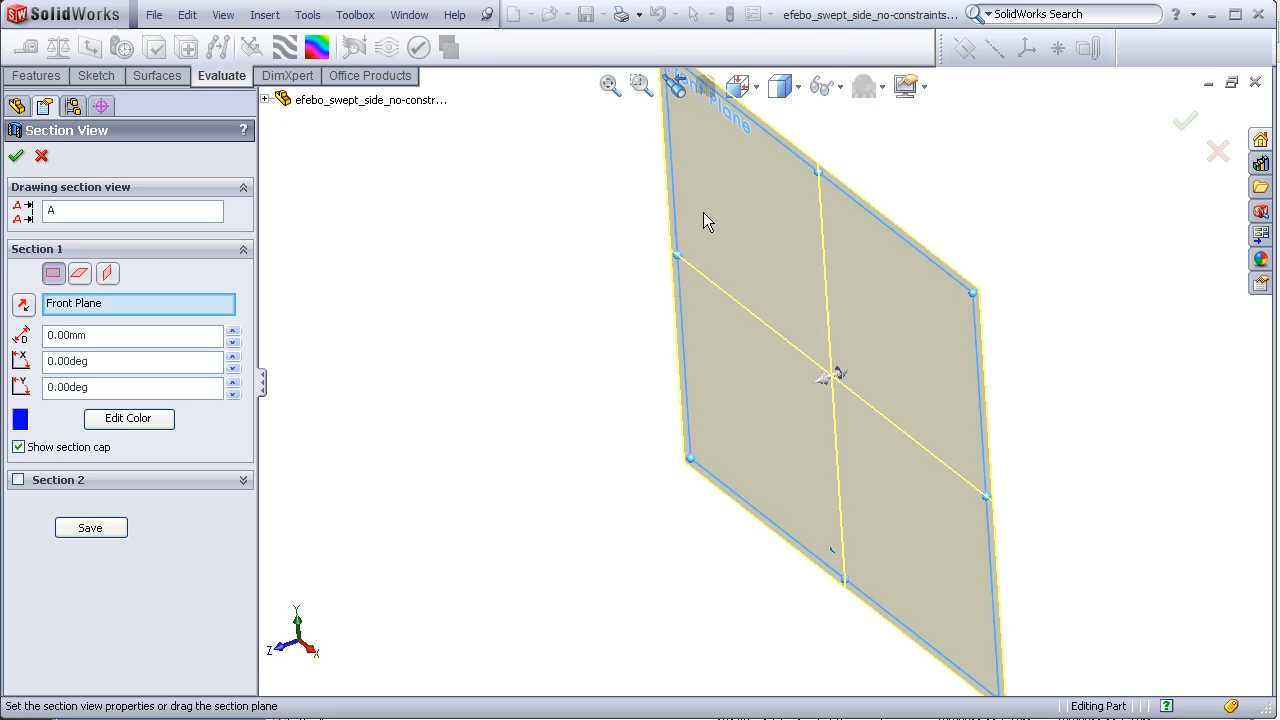 SolidWorks File Edit View Insert Tools Toolbox Window Help efebo_swept_side_no-constraints... SolidWorks Search ?
Features Sketch Surfaces Evaluate DimXpert Office Products
efebo_swept_side_no-constr...
Front Plane
Section View ?
Drawing section view
A
Section 1
Front Plane
0.00mm
0.00deg
0.00deg
Edit Color
Show section cap
Section 2
Save
Y
Z X
Set the section view properties or drag the section plane Editing Part ?